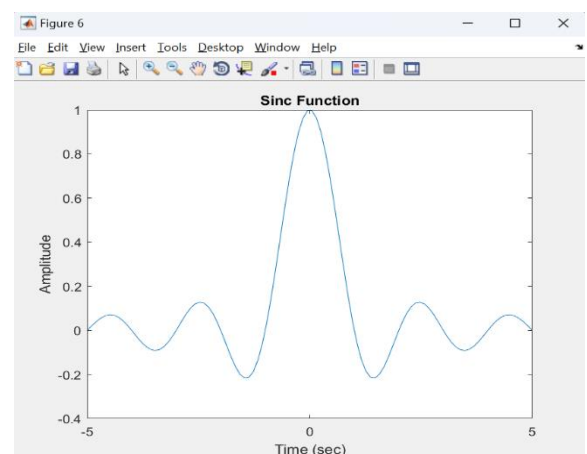 Figure 6
File Edit View Insert Tools Desktop Window Help
Sinc Function
1
0.8
0.6
0.4
0.2
0
-0.2
-0.4
Amplitude
-5 0 5
Time (sec)